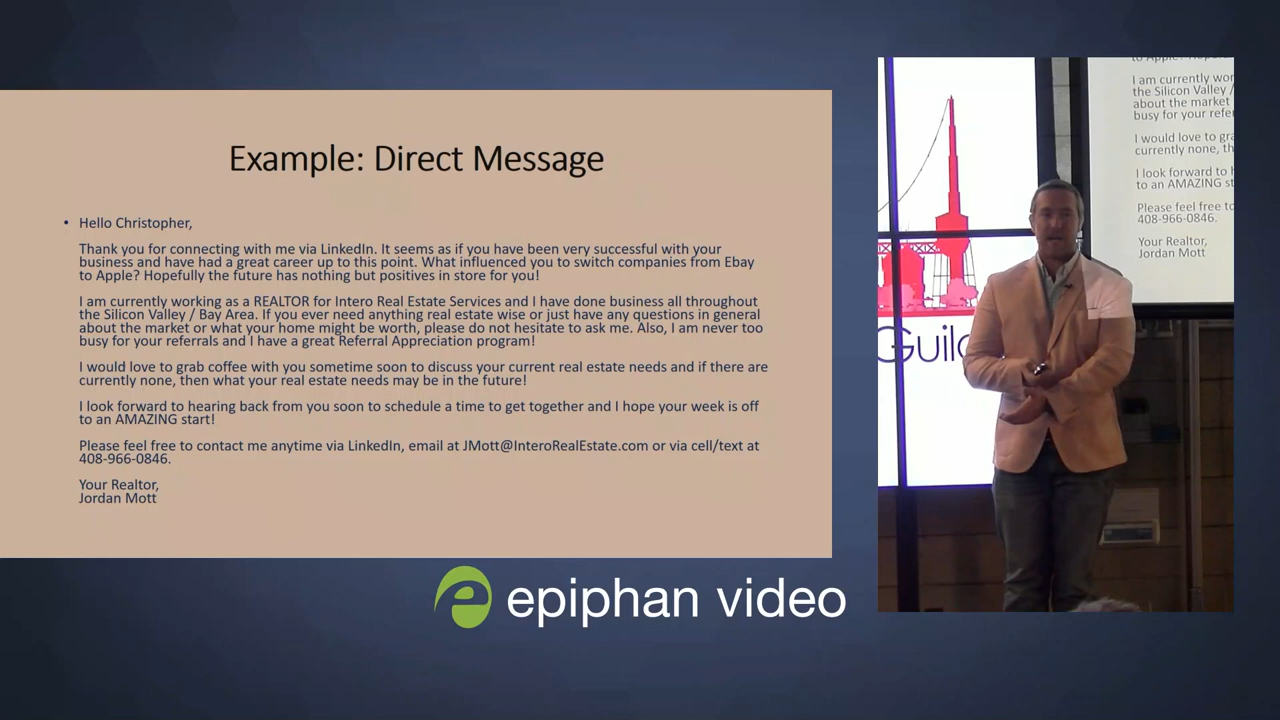 Example: Direct Message
• Hello Christopher,
Thank you for connecting with me via LinkedIn. It seems as if you have been very successful with your
business and have had a great career up to this point. What influenced you to switch companies from Ebay
to Apple? Hopefully the future has nothing but positives in store for you!
I am currently working as a REALTOR for Intero Real Estate Services and I have done business all throughout
the Silicon Valley / Bay Area. If you ever need anything real estate wise or just have any questions in general
about the market or what your home might be worth, please do not hesitate to ask me. Also, I am never too
busy for your referrals and I have a great Referral Appreciation program!
I would love to grab coffee with you sometime soon to discuss your current real estate needs and if there are
currently none, then what your real estate needs may be in the future!
I look forward to hearing back from you soon to schedule a time to get together and I hope your week is off
to an AMAZING start!
Please feel free to contact me anytime via LinkedIn, email at JMott@InteroRealEstate.com or via cell/text at
408-966-0846.
Your Realtor,
Jordan Mott
epiphan video
I am currently
the Silicon Valley /
about the market
busy for your
I would love to
currently none,
I look forward to
to an AMAZING
Please feel free to
408-966-0846.
Your Realtor,
Jordan Mott